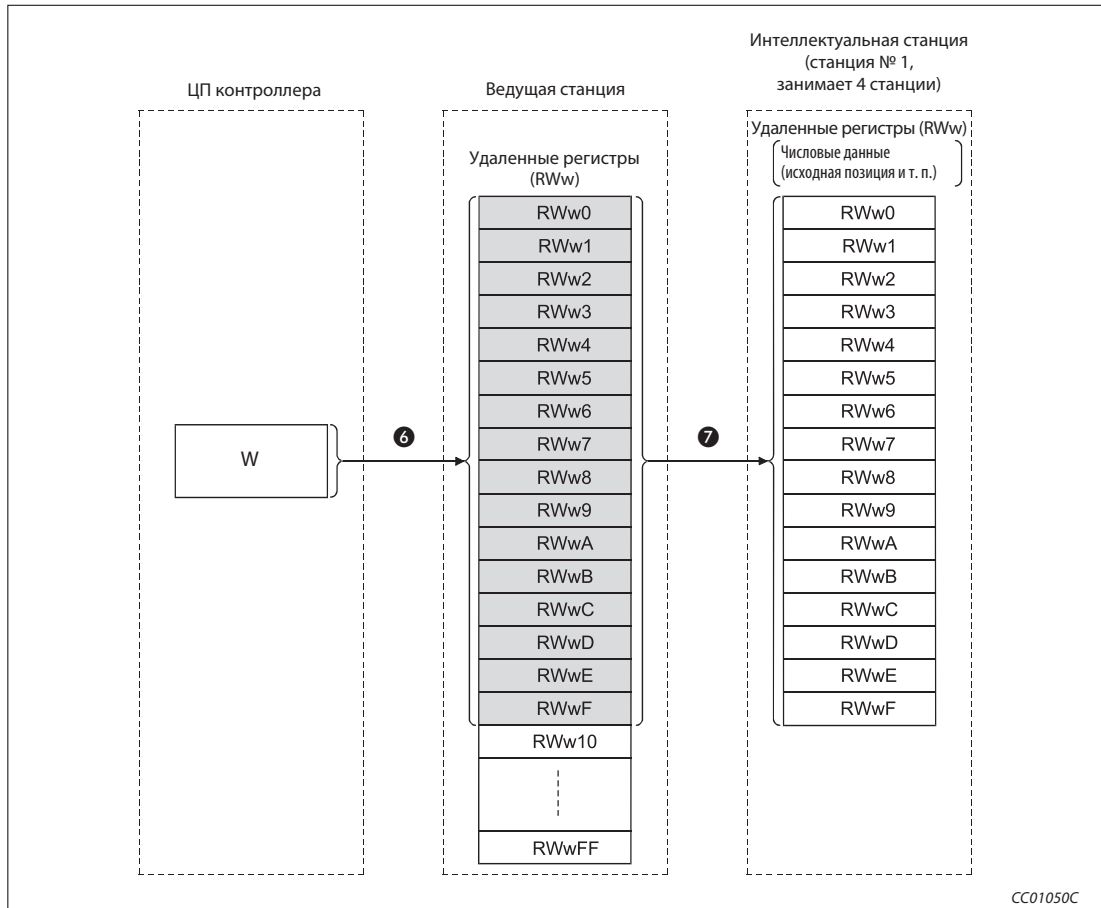 ЦП контроллера
Ведущая станция
Интеллектуальная станция
(станция № 1,
занимает 4 станции)
W
❻
Удаленные регистры
(RWw)
RWw0
RWw1
RWw2
RWw3
RWw4
RWw5
RWw6
RWw7
RWw8
RWw9
RWwA
RWwB
RWwC
RWwD
RWwE
RWwF
RWw10
RWwFF
❼
Удаленные регистры (RWw)
Числовые данные
(исходная позиция и т. п.)
RWw0
RWw1
RWw2
RWw3
RWw4
RWw5
RWw6
RWw7
RWw8
RWw9
RWwA
RWwB
RWwC
RWwD
RWwE
RWwF
CC01050C